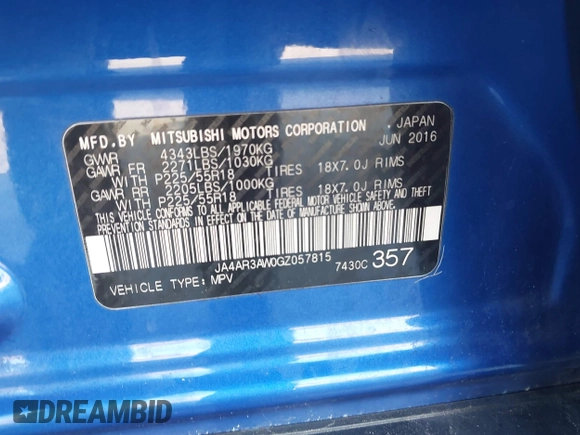 MFD.BY MITSUBISHI MOTORS CORPORATION, JAPAN
GVWR 4343LBS/1970KG JUN 2016
GAWR FR 2271LBS/1030KG
WITH P225/55R18 TIRES 18X7.0J RIMS
GAWR RR 2205LBS/1000KG
WITH P225/55R18 TIRES 18X7.0J RIMS
THIS VEHICLE CONFORMS TO ALL APPLICABLE FEDERAL MOTOR VEHICLE SAFETY, BUMPER, AND THEFT
PREVENTION STANDARDS IN EFFECT ON THE DATE OF MANUFACTURE SHOWN ABOVE.
JA4AR3AW0GZ057815
VEHICLE TYPE: MPV 7430C 357
DREAMBID